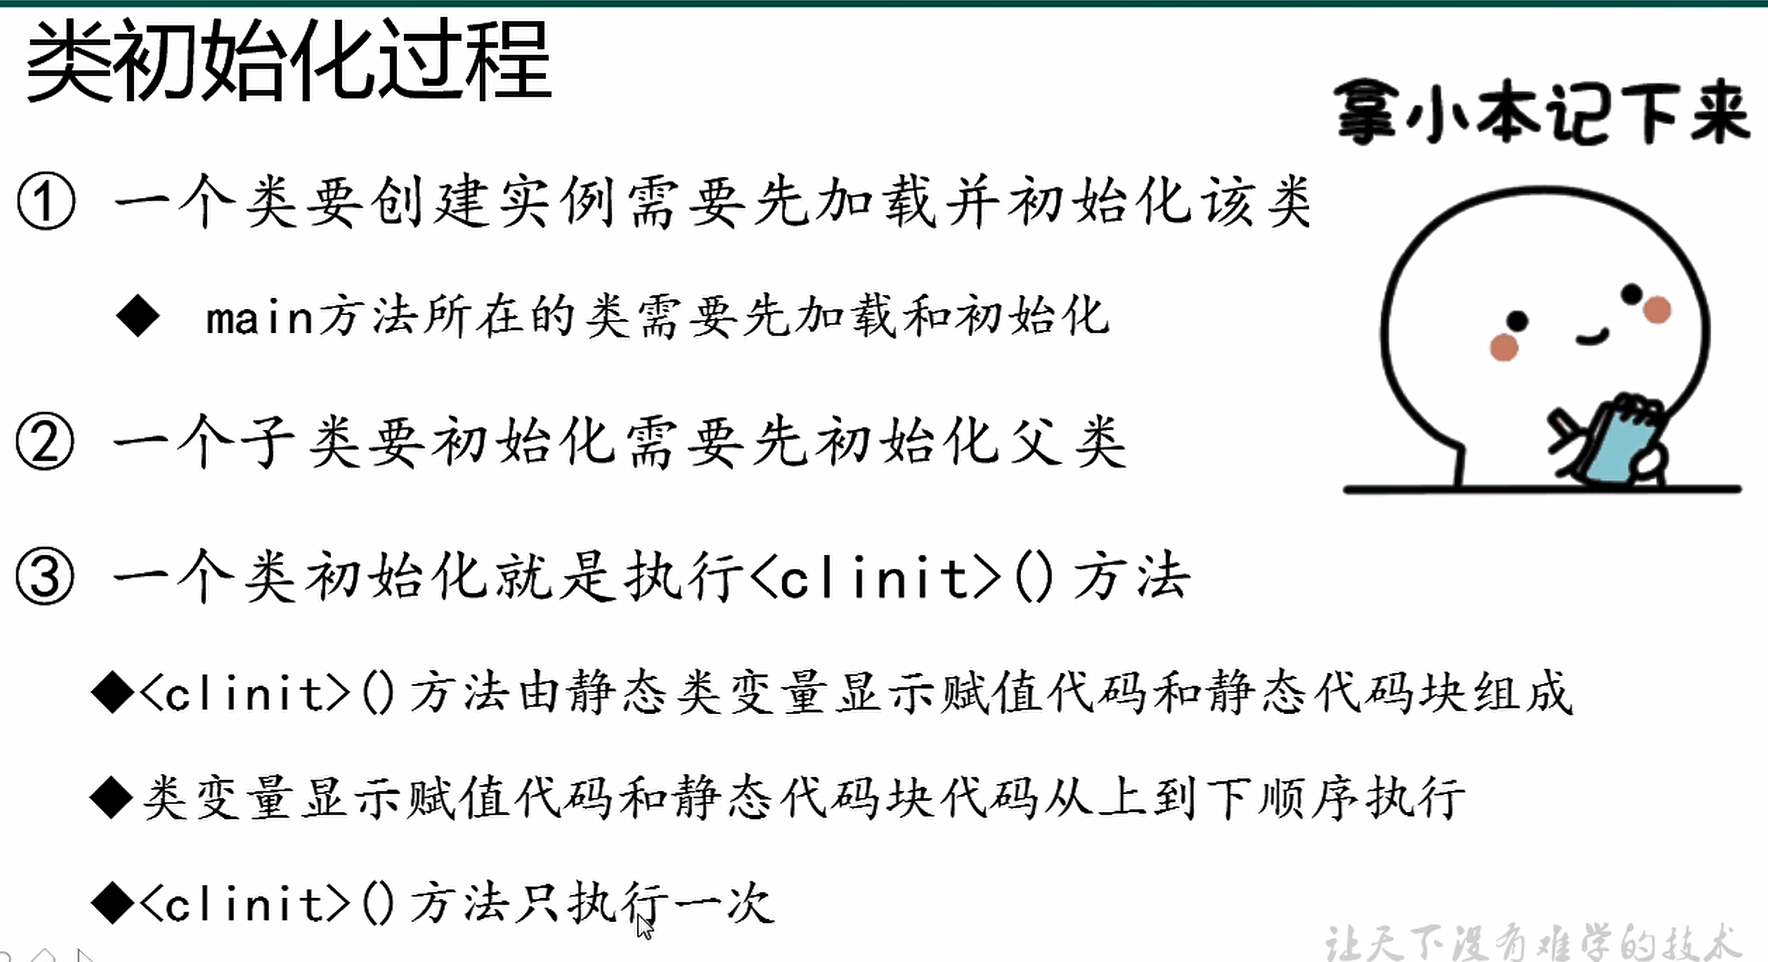 类初始化过程
拿小本记下来
① 一个类要创建实例需要先加载并初始化该类
◆ main方法所在的类需要先加载和初始化
② 一个子类要初始化需要先初始化父类
③ 一个类初始化就是执行<clinit>()方法
◆<clinit>()方法由静态类变量显示赋值代码和静态代码块组成
◆类变量显示赋值代码和静态代码块代码从上到下顺序执行
◆<clinit>()方法只执行一次
让天下没有难学的技术